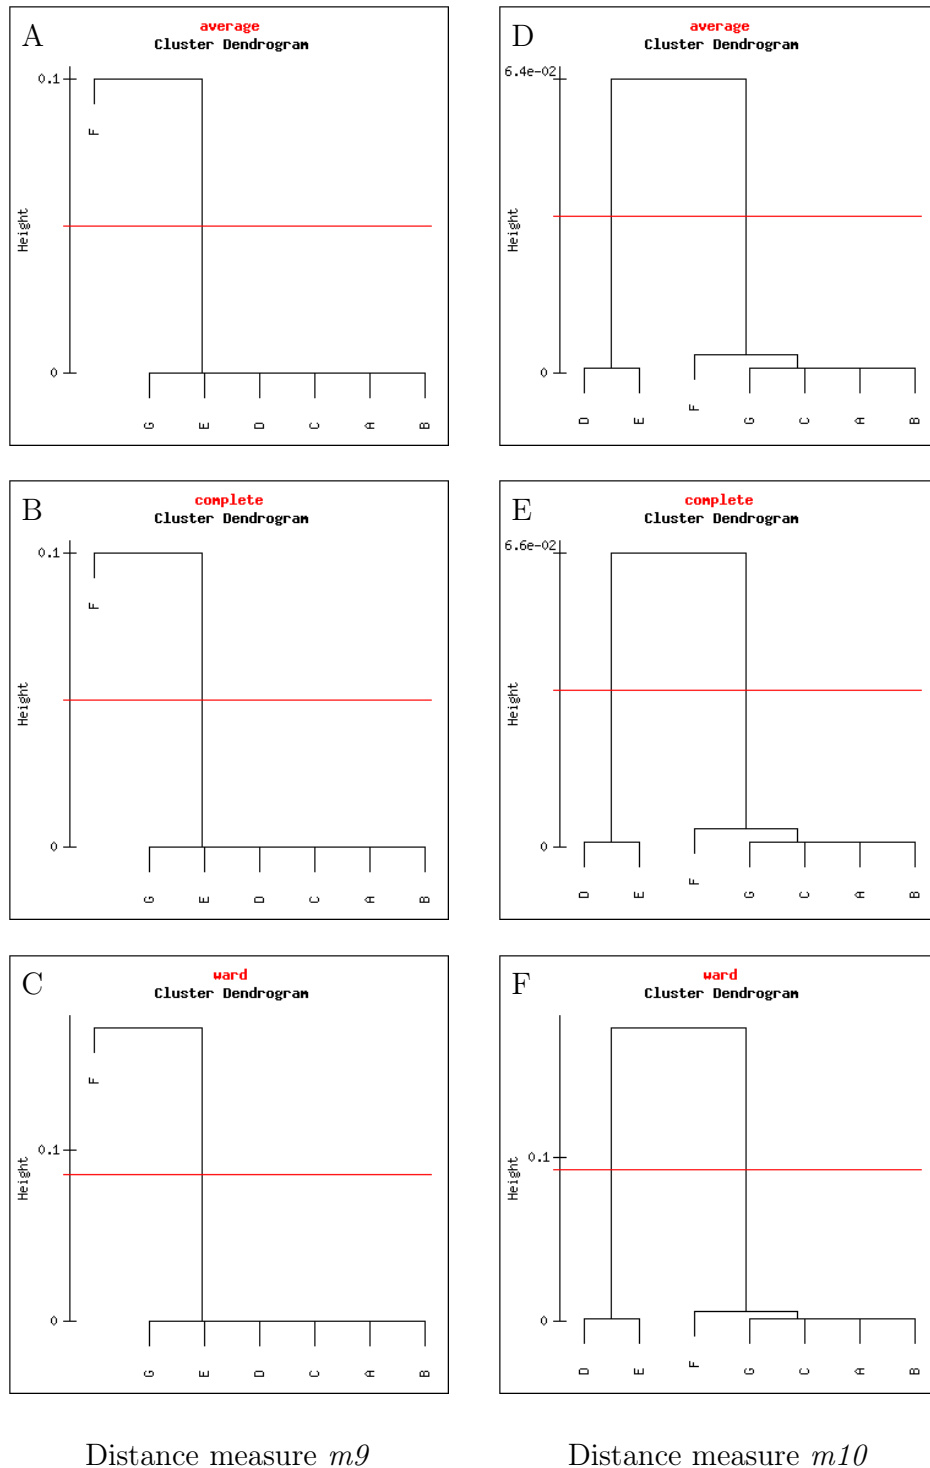 A
average
Cluster Dendrogram
0.1
F
Height
0
G E D C A B
D
average
Cluster Dendrogram
6.4e-02
Height
0
D E F G C A B
B
complete
Cluster Dendrogram
0.1
F
Height
0
G E D C A B
E
complete
Cluster Dendrogram
6.6e-02
Height
0
D E F G C A B
C
ward
Cluster Dendrogram
F
0.1
Height
0
G E D C A B
F
ward
Cluster Dendrogram
0.1
Height
0
D E F G C A B
Distance measure m9
Distance measure m10